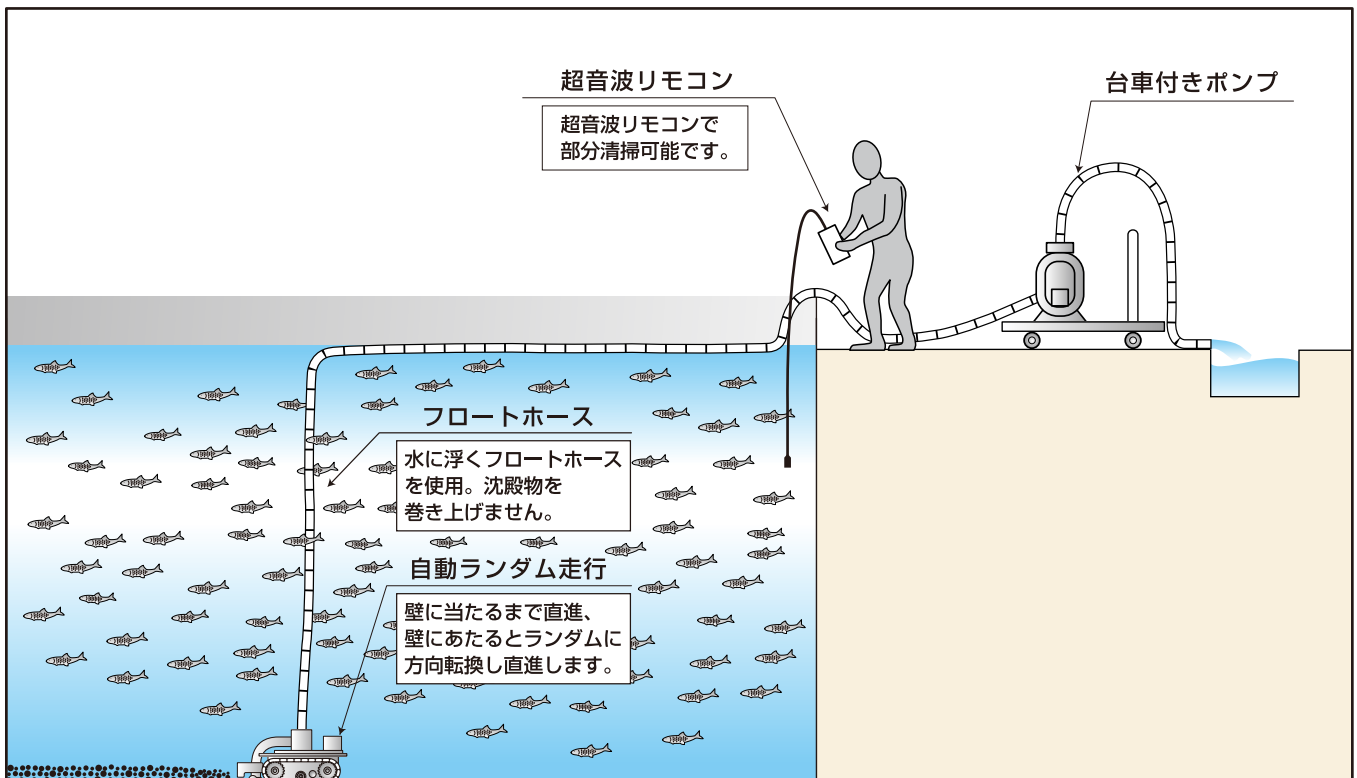 超音波リモコン
超音波リモコンで
部分清掃可能です。
台車付きポンプ
フロートホース
水に浮くフロートホース
を使用。沈殿物を
巻き上げません。
自動ランダム走行
壁に当たるまで直進、
壁にあたるとランダムに
方向転換し直進します。